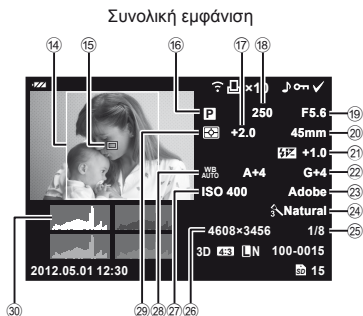 Συνολική εμφάνιση
⑭ ⑮ ⑯ ⑰ ⑱
×10
P 250 F5.6 ⑲
+2.0 45mm ⑳
+1.0 ㉑
WB AUTO A+4 G+4 ㉒
ISO 400 Adobe ㉓
3 Natural ㉔
4608×3456 1/8 ㉕
3D 4:3 LN 100-0015
2012.05.01 12:30 SD 15
㉚ ㉙ ㉘ ㉗ ㉖